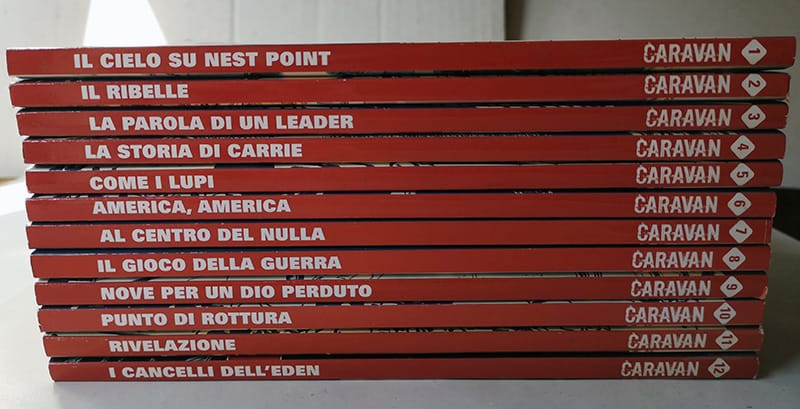 IL CIELO SU NEST POINT CARAVAN 1
IL RIBELLE CARAVAN 2
LA PAROLA DI UN LEADER CARAVAN 3
LA STORIA DI CARRIE CARAVAN 4
COME I LUPI CARAVAN 5
AMERICA, AMERICA CARAVAN 6
AL CENTRO DEL NULLA CARAVAN 7
IL GIOCO DELLA GUERRA CARAVAN 8
NOVE PER UN DIO PERDUTO CARAVAN 9
PUNTO DI ROTTURA CARAVAN 10
RIVELAZIONE CARAVAN 11
I CANCELLI DELL'EDEN CARAVAN 12